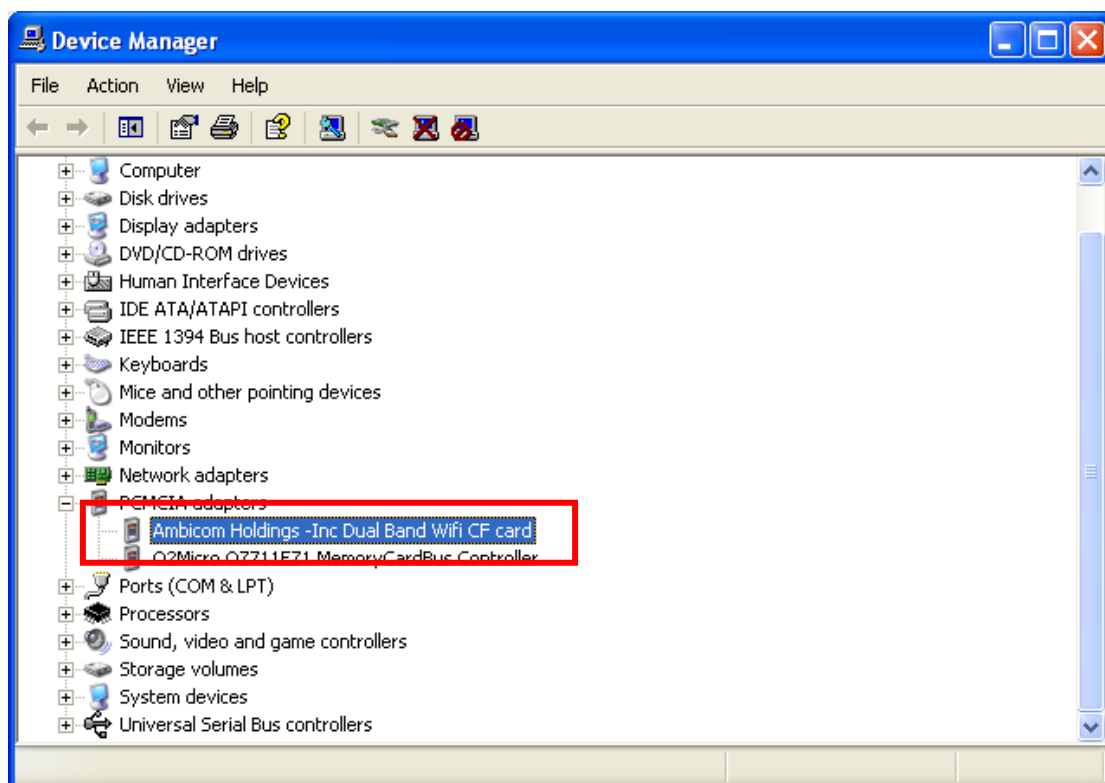 Device Manager
File Action View Help
Computer
Disk drives
Display adapters
DVD/CD-ROM drives
Human Interface Devices
IDE ATA/ATAPI controllers
IEEE 1394 Bus host controllers
Keyboards
Mice and other pointing devices
Modems
Monitors
Network adapters
PCMCIA adapters
Ambicom Holdings -Inc Dual Band Wifi CF card
O2Micro OZ711EZ1 MemoryCardBus Controller
Ports (COM & LPT)
Processors
Sound, video and game controllers
Storage volumes
System devices
Universal Serial Bus controllers